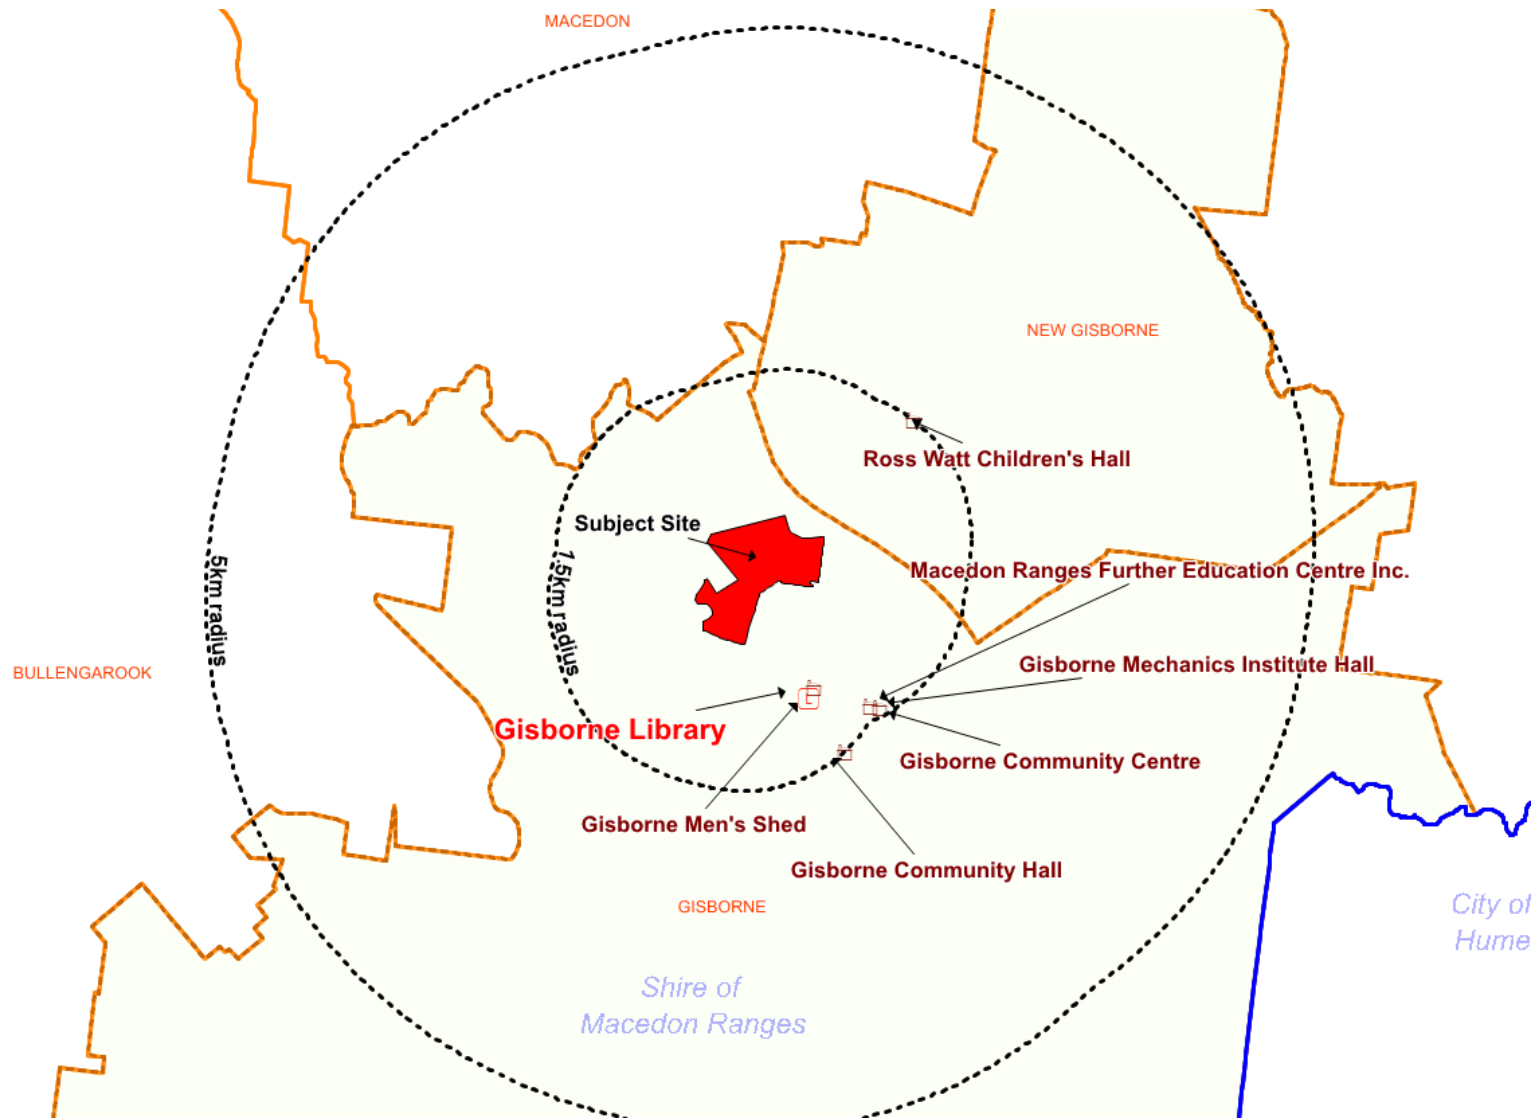 MACEDON
NEW GISBORNE
Ross Watt Children's Hall
Subject Site
Macedon Ranges Further Education Centre Inc.
5km radius
1.5km radius
Gisborne Mechanics Institute Hall
BULLENGAROOK
Gisborne Library
Gisborne Community Centre
Gisborne Men's Shed
Gisborne Community Hall
GISBORNE
City of
Hume
Shire of
Macedon Ranges